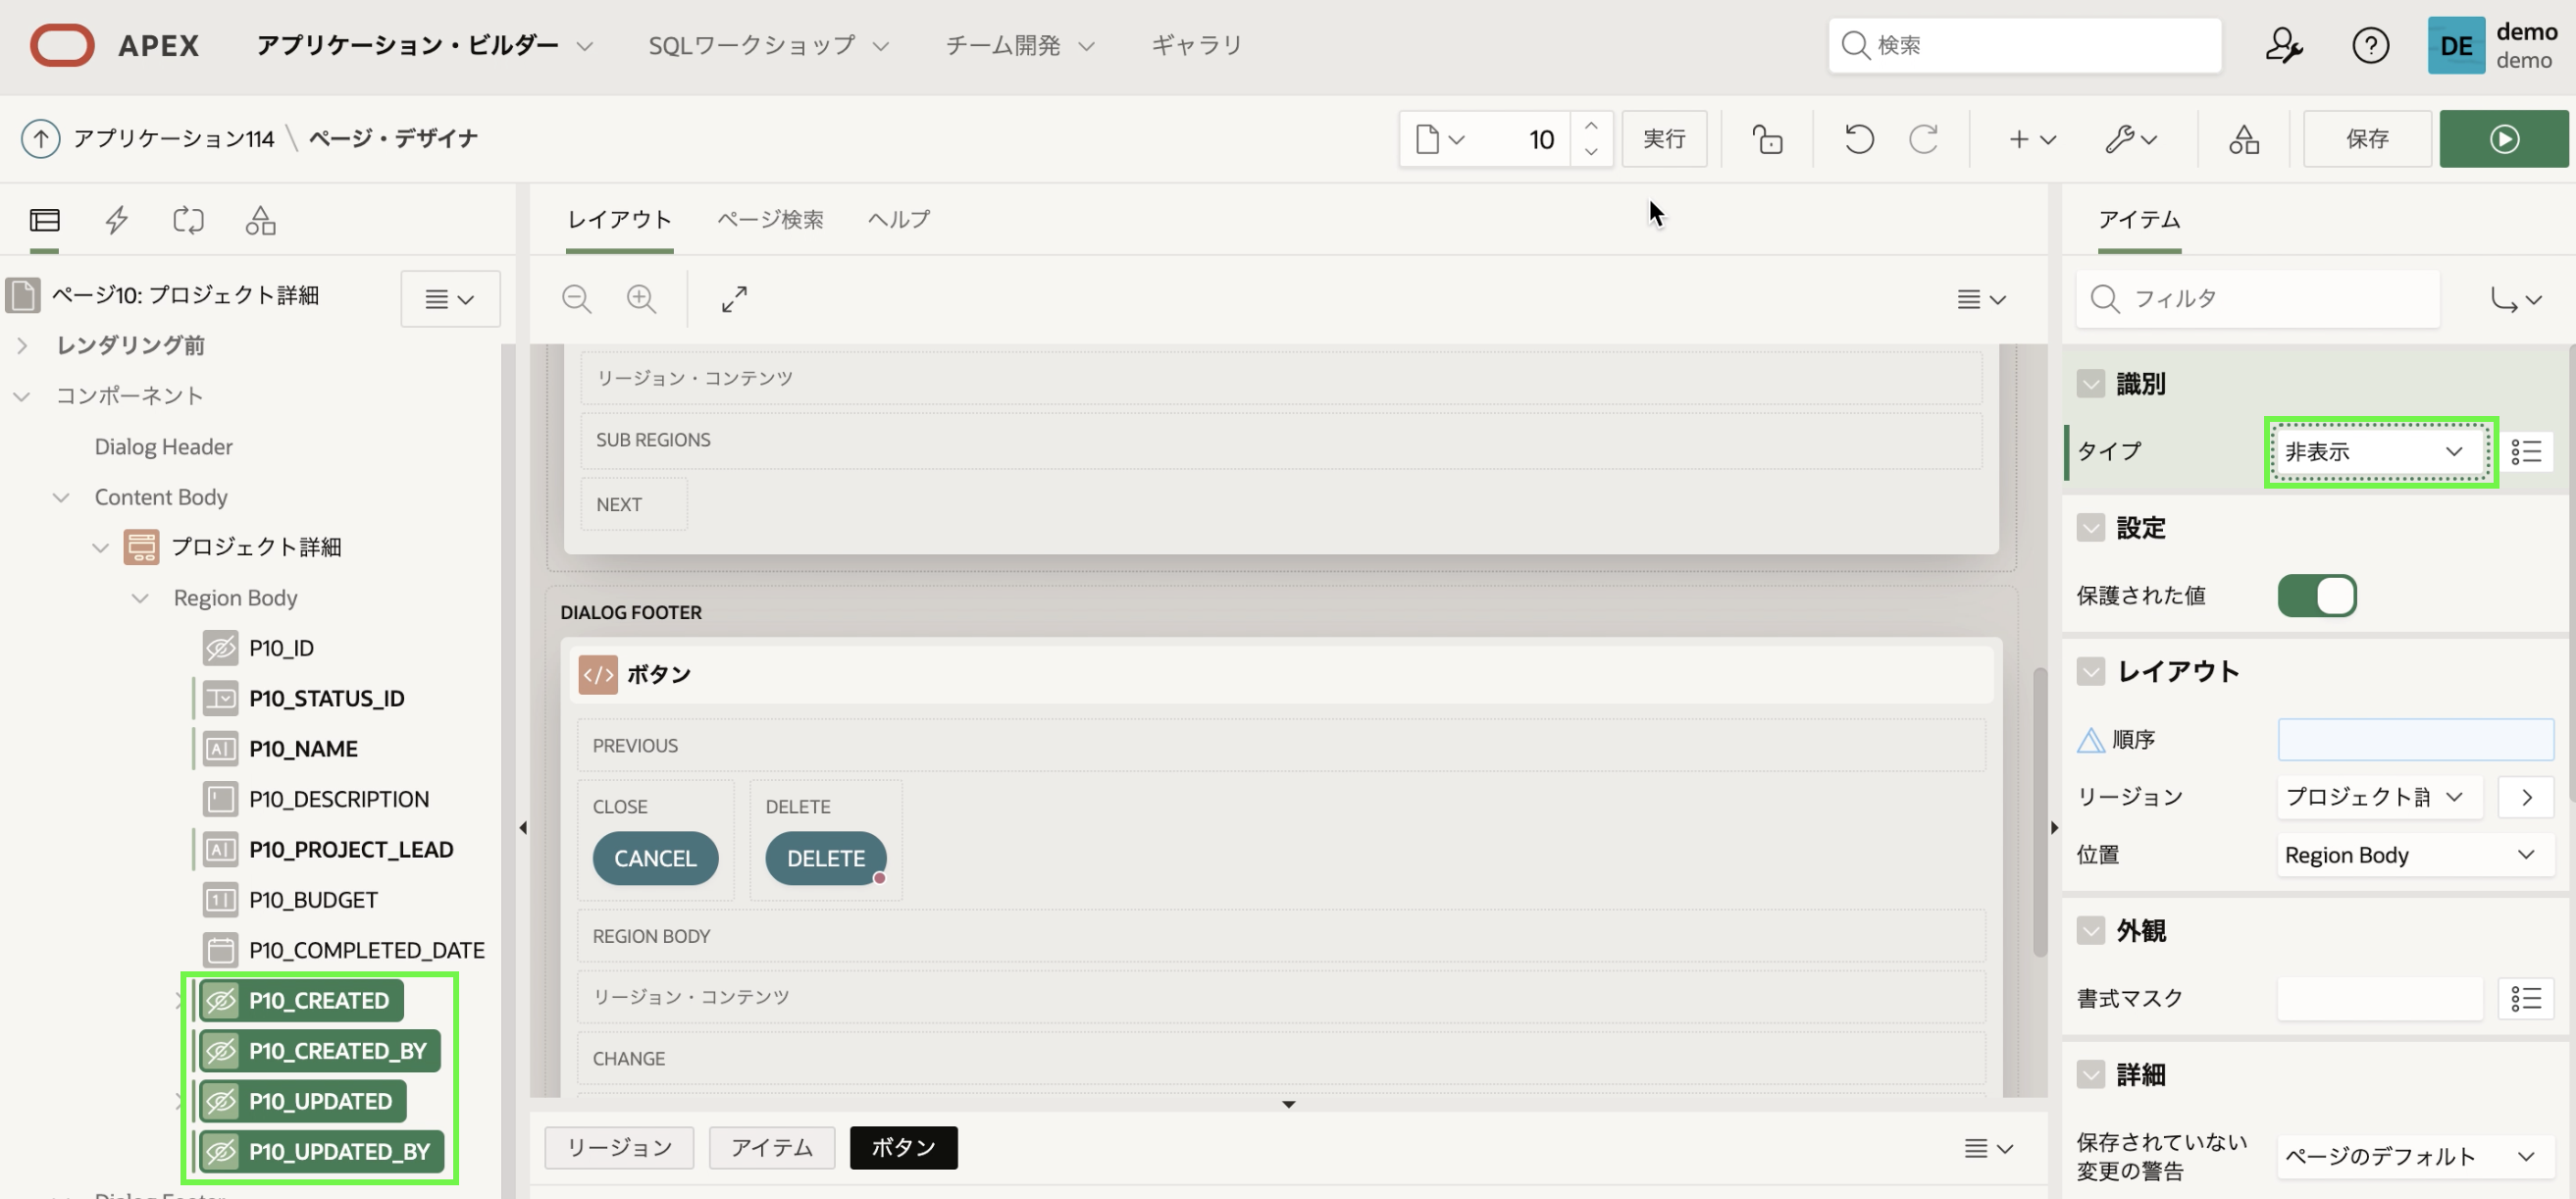 APEX
アプリケーション・ビルダー
SQLワークショップ
チーム開発
ギャラリ
検索
DE
demo
demo
アプリケーション114 \ ページ・デザイナ
10
実行
保存
ページ10: プロジェクト詳細
レンダリング前
コンポーネント
Dialog Header
Content Body
プロジェクト詳細
Region Body
P10_ID
P10_STATUS_ID
P10_NAME
P10_DESCRIPTION
P10_PROJECT_LEAD
P10_BUDGET
P10_COMPLETED_DATE
P10_CREATED
P10_CREATED_BY
P10_UPDATED
P10_UPDATED_BY
レイアウト
ページ検索
ヘルプ
リージョン・コンテンツ
SUB REGIONS
NEXT
DIALOG FOOTER
ボタン
PREVIOUS
CLOSE
DELETE
CANCEL
DELETE
REGION BODY
リージョン・コンテンツ
CHANGE
リージョン
アイテム
ボタン
アイテム
フィルタ
識別
タイプ
非表示
設定
保護された値
レイアウト
順序
リージョン
プロジェクト詳
位置
Region Body
外観
書式マスク
詳細
保存されていない
変更の警告
ページのデフォルト